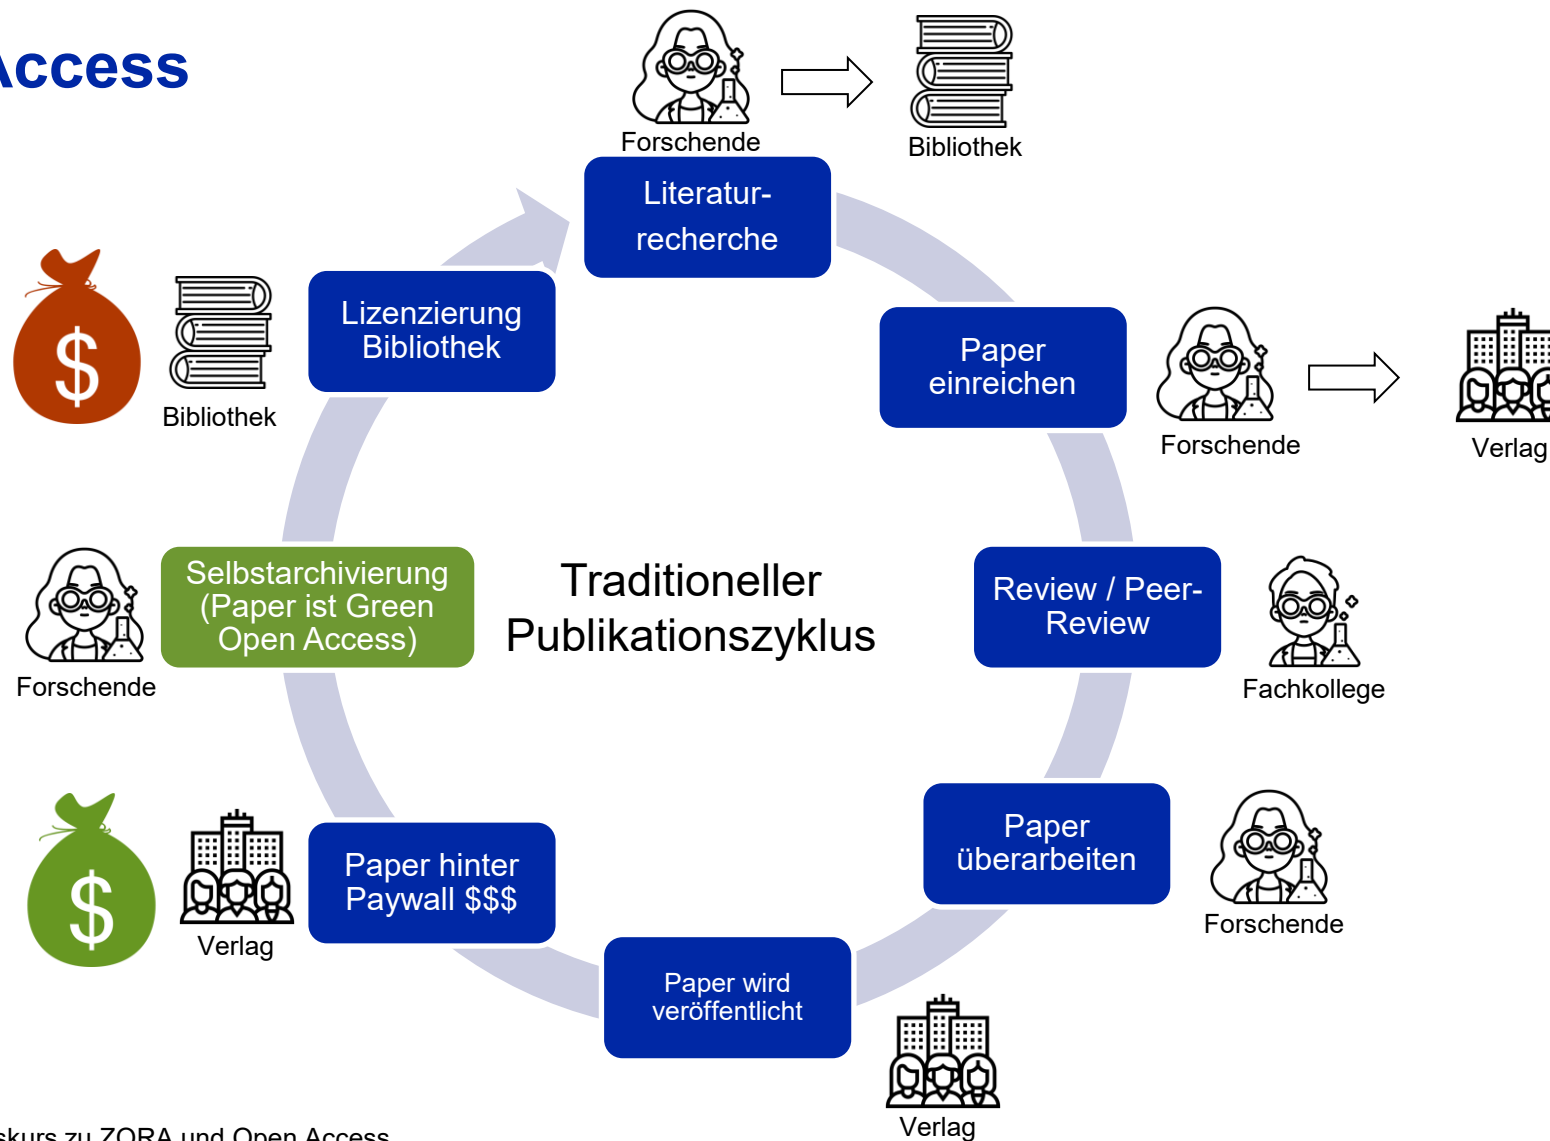 Access
Forschende
Bibliothek
Literatur-
recherche
Lizenzierung
Bibliothek
$
Bibliothek
Paper
einreichen
Forschende
Verlag
Selbstarchivierung
(Paper ist Green
Open Access)
Forschende
Traditioneller
Publikationszyklus
Review / Peer-
Review
Fachkollege
Paper
überarbeiten
Forschende
$
Verlag
Paper hinter
Paywall $$$
Paper wird
veröffentlicht
Verlag
skurs zu ZORA und Open Access